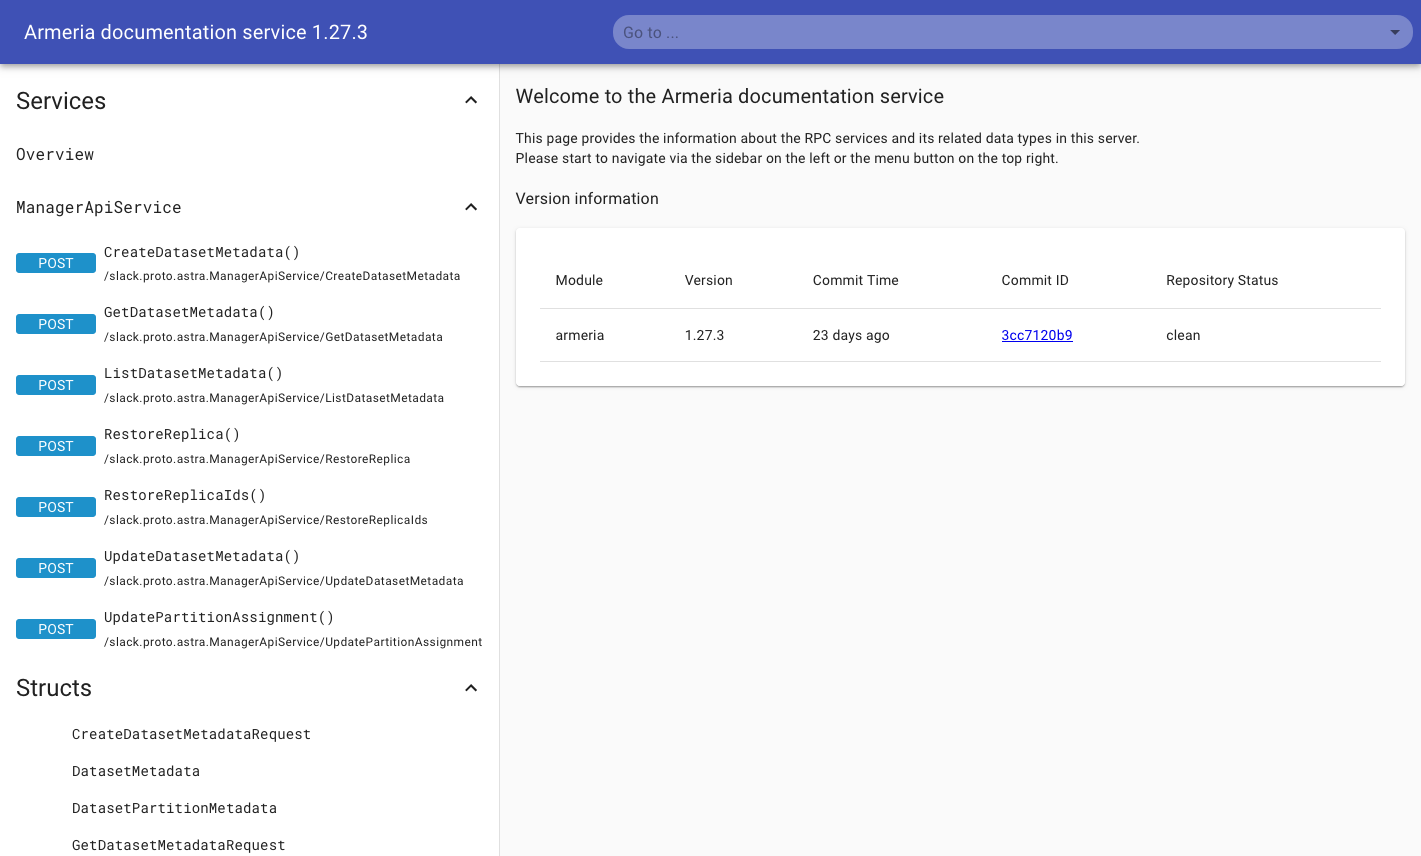 Armeria documentation service 1.27.3
Go to ...
Services
Overview
ManagerApiService
POST
CreateDatasetMetadata()
/slack.proto.astra.ManagerApiService/CreateDatasetMetadata
POST
GetDatasetMetadata()
/slack.proto.astra.ManagerApiService/GetDatasetMetadata
POST
ListDatasetMetadata()
/slack.proto.astra.ManagerApiService/ListDatasetMetadata
POST
RestoreReplica()
/slack.proto.astra.ManagerApiService/RestoreReplica
POST
RestoreReplicaIds()
/slack.proto.astra.ManagerApiService/RestoreReplicaIds
POST
UpdateDatasetMetadata()
/slack.proto.astra.ManagerApiService/UpdateDatasetMetadata
POST
UpdatePartitionAssignment()
/slack.proto.astra.ManagerApiService/UpdatePartitionAssignment
Structs
CreateDatasetMetadataRequest
DatasetMetadata
DatasetPartitionMetadata
GetDatasetMetadataRequest
Welcome to the Armeria documentation service
This page provides the information about the RPC services and its related data types in this server.
Please start to navigate via the sidebar on the left or the menu button on the top right.
Version information
Module Version Commit Time Commit ID Repository Status
armeria 1.27.3 23 days ago 3cc7120b9 clean